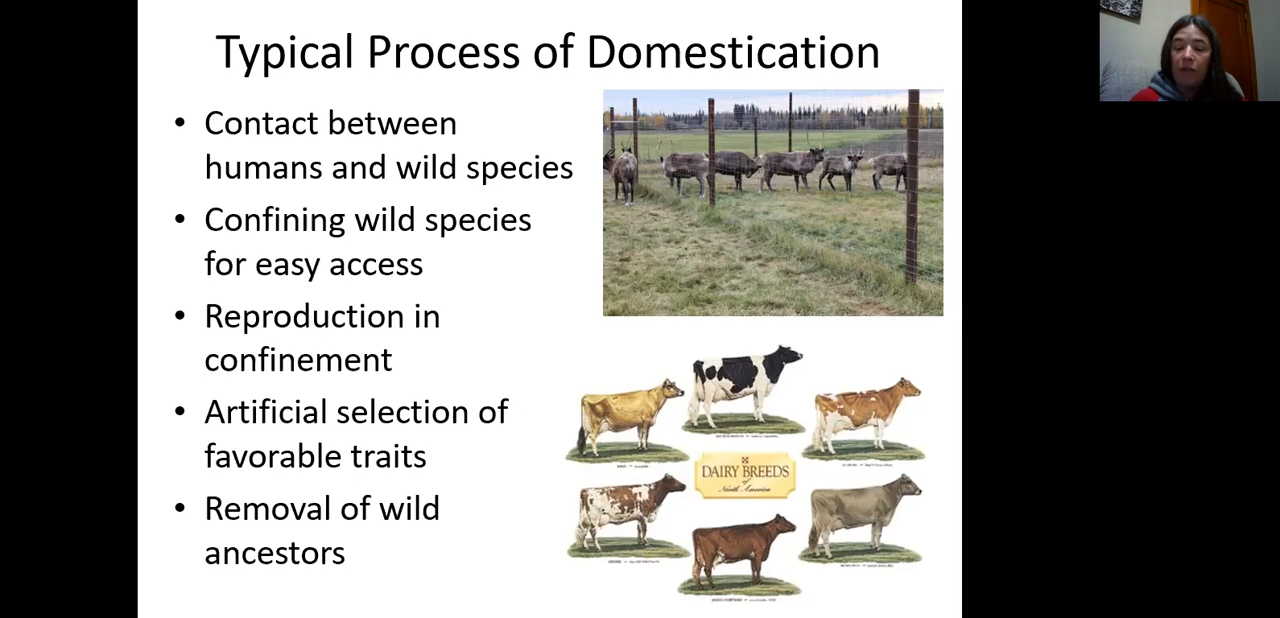 Typical Process of Domestication
• Contact between
humans and wild species
• Confining wild species
for easy access
• Reproduction in
confinement
• Artificial selection of
favorable traits
• Removal of wild
ancestors
DAIRY BREEDS
of
North America